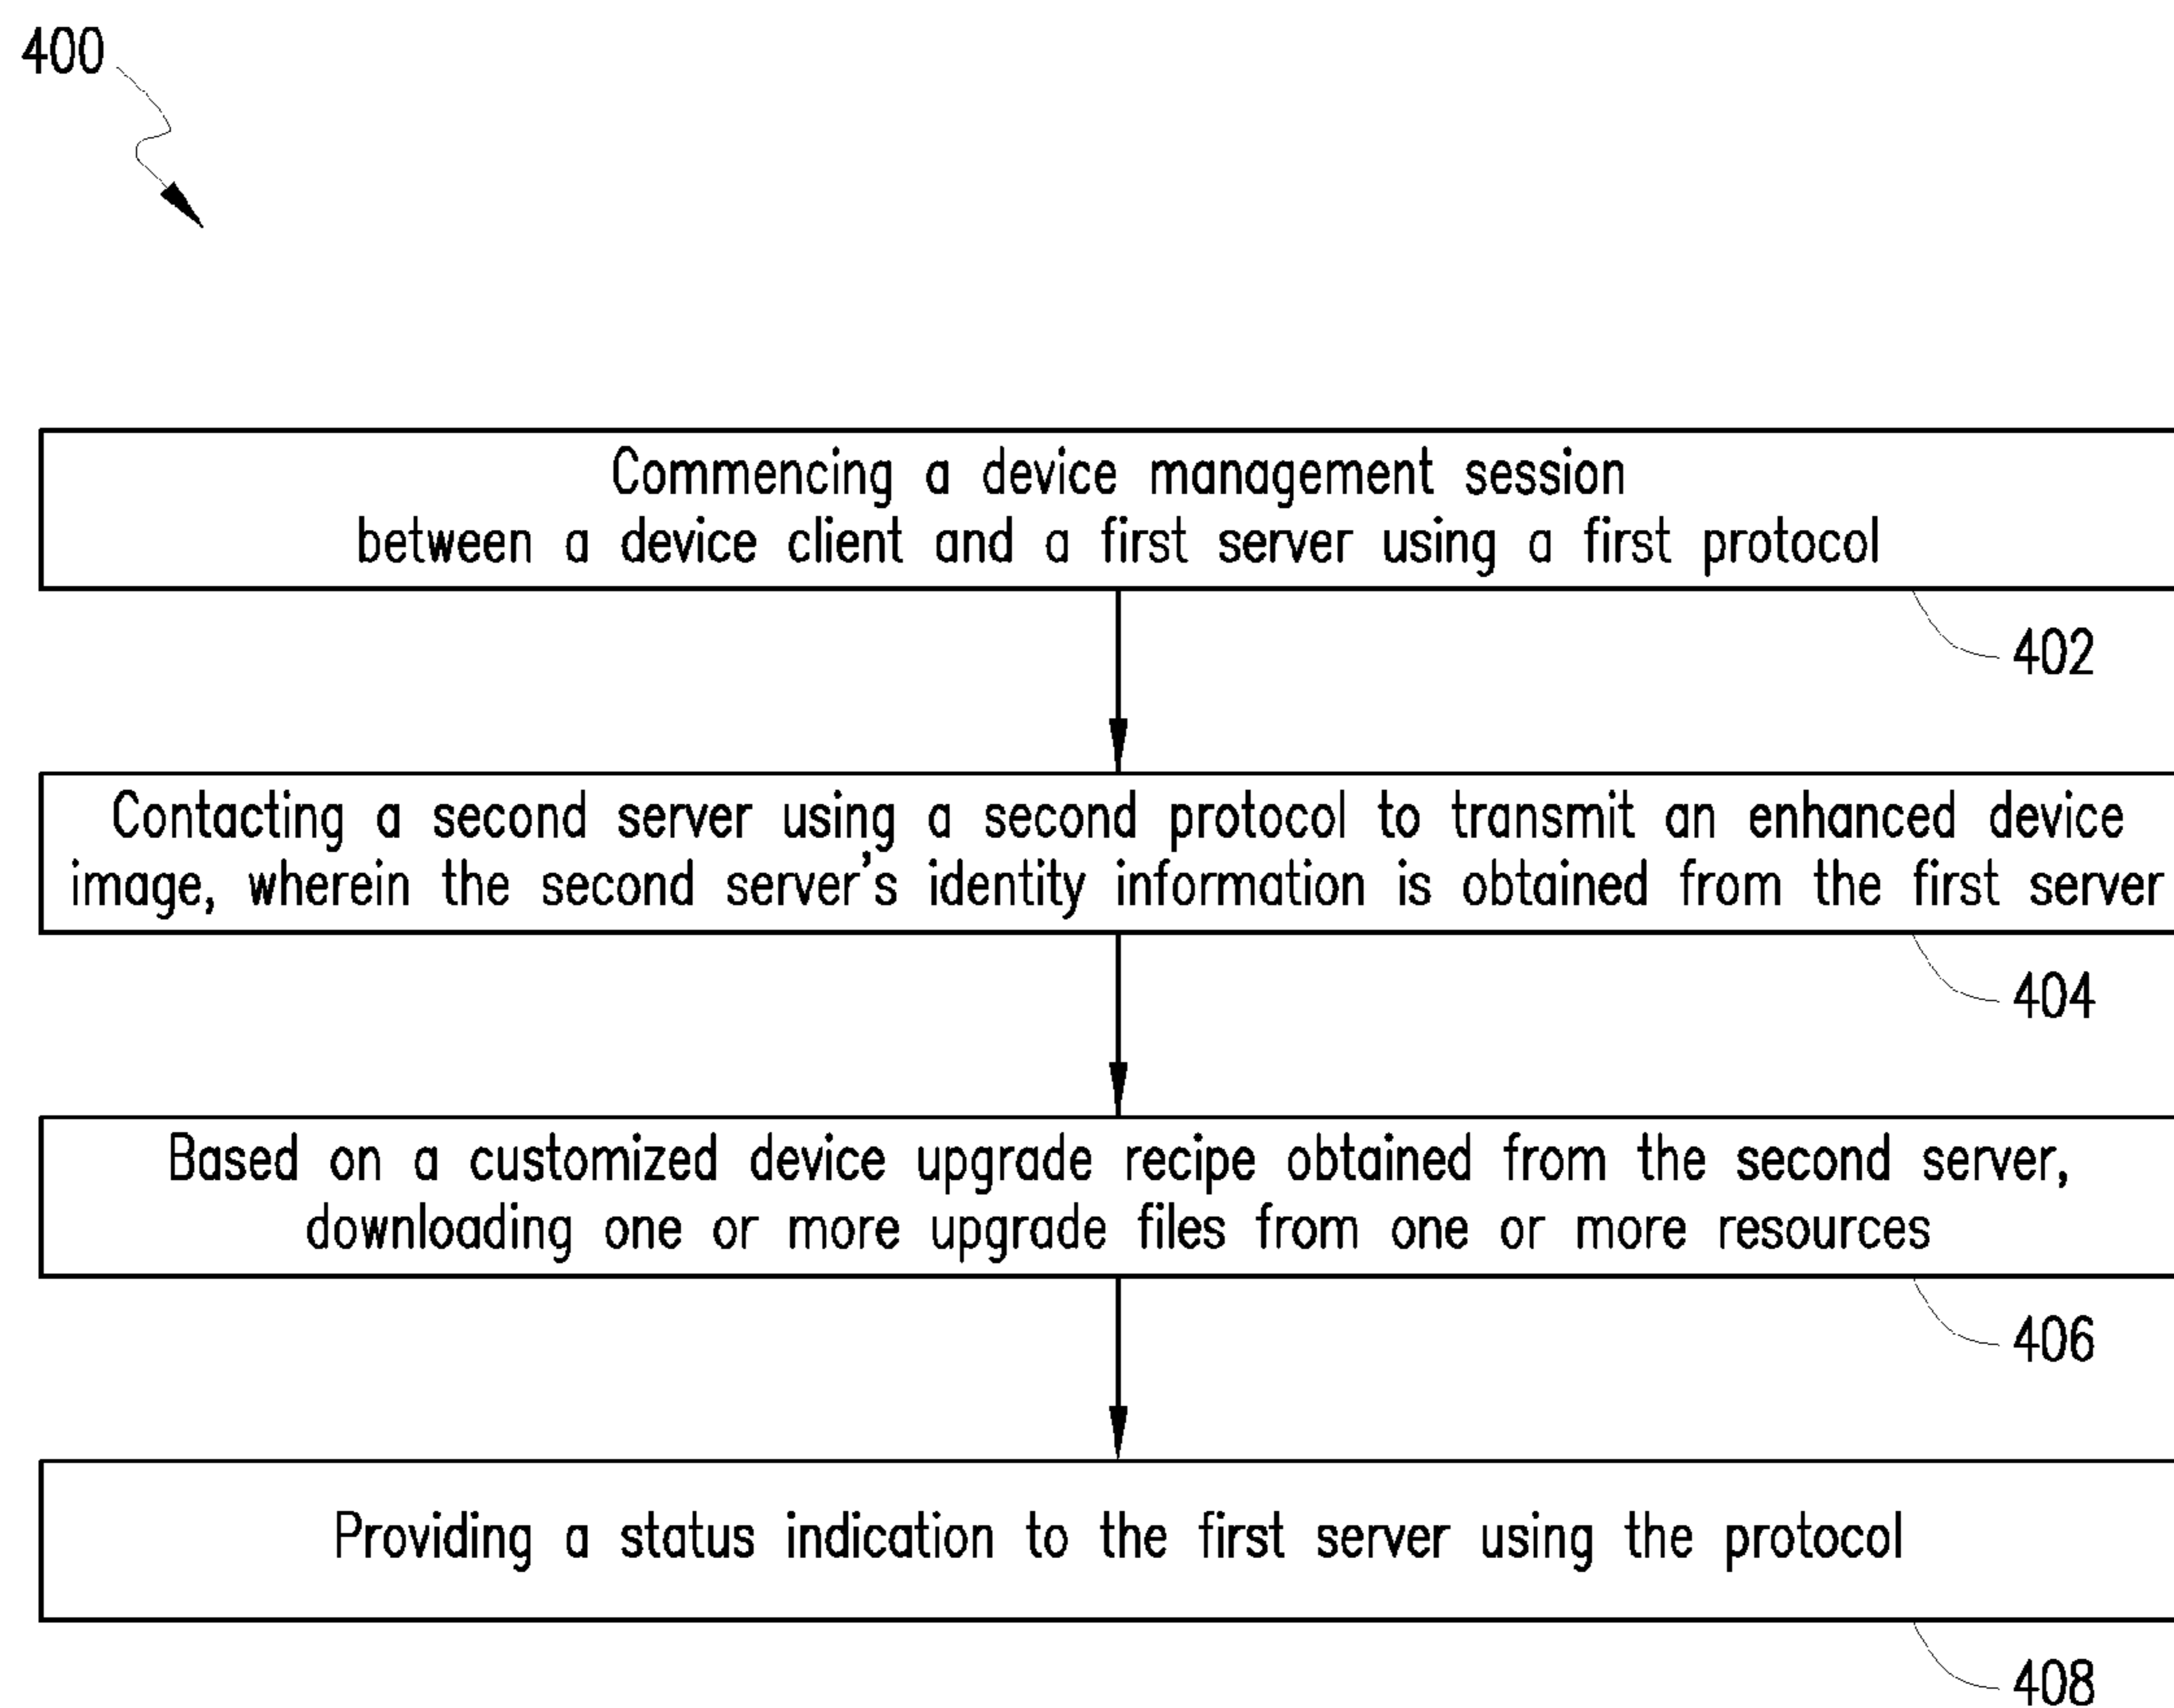 400
Commencing a device management session
between a device client and a first server using a first protocol
402
Contacting a second server using a second protocol to transmit an enhanced device
image, wherein the second server's identity information is obtained from the first server
404
Based on a customized device upgrade recipe obtained from the second server,
downloading one or more upgrade files from one or more resources
406
Providing a status indication to the first server using the protocol
408